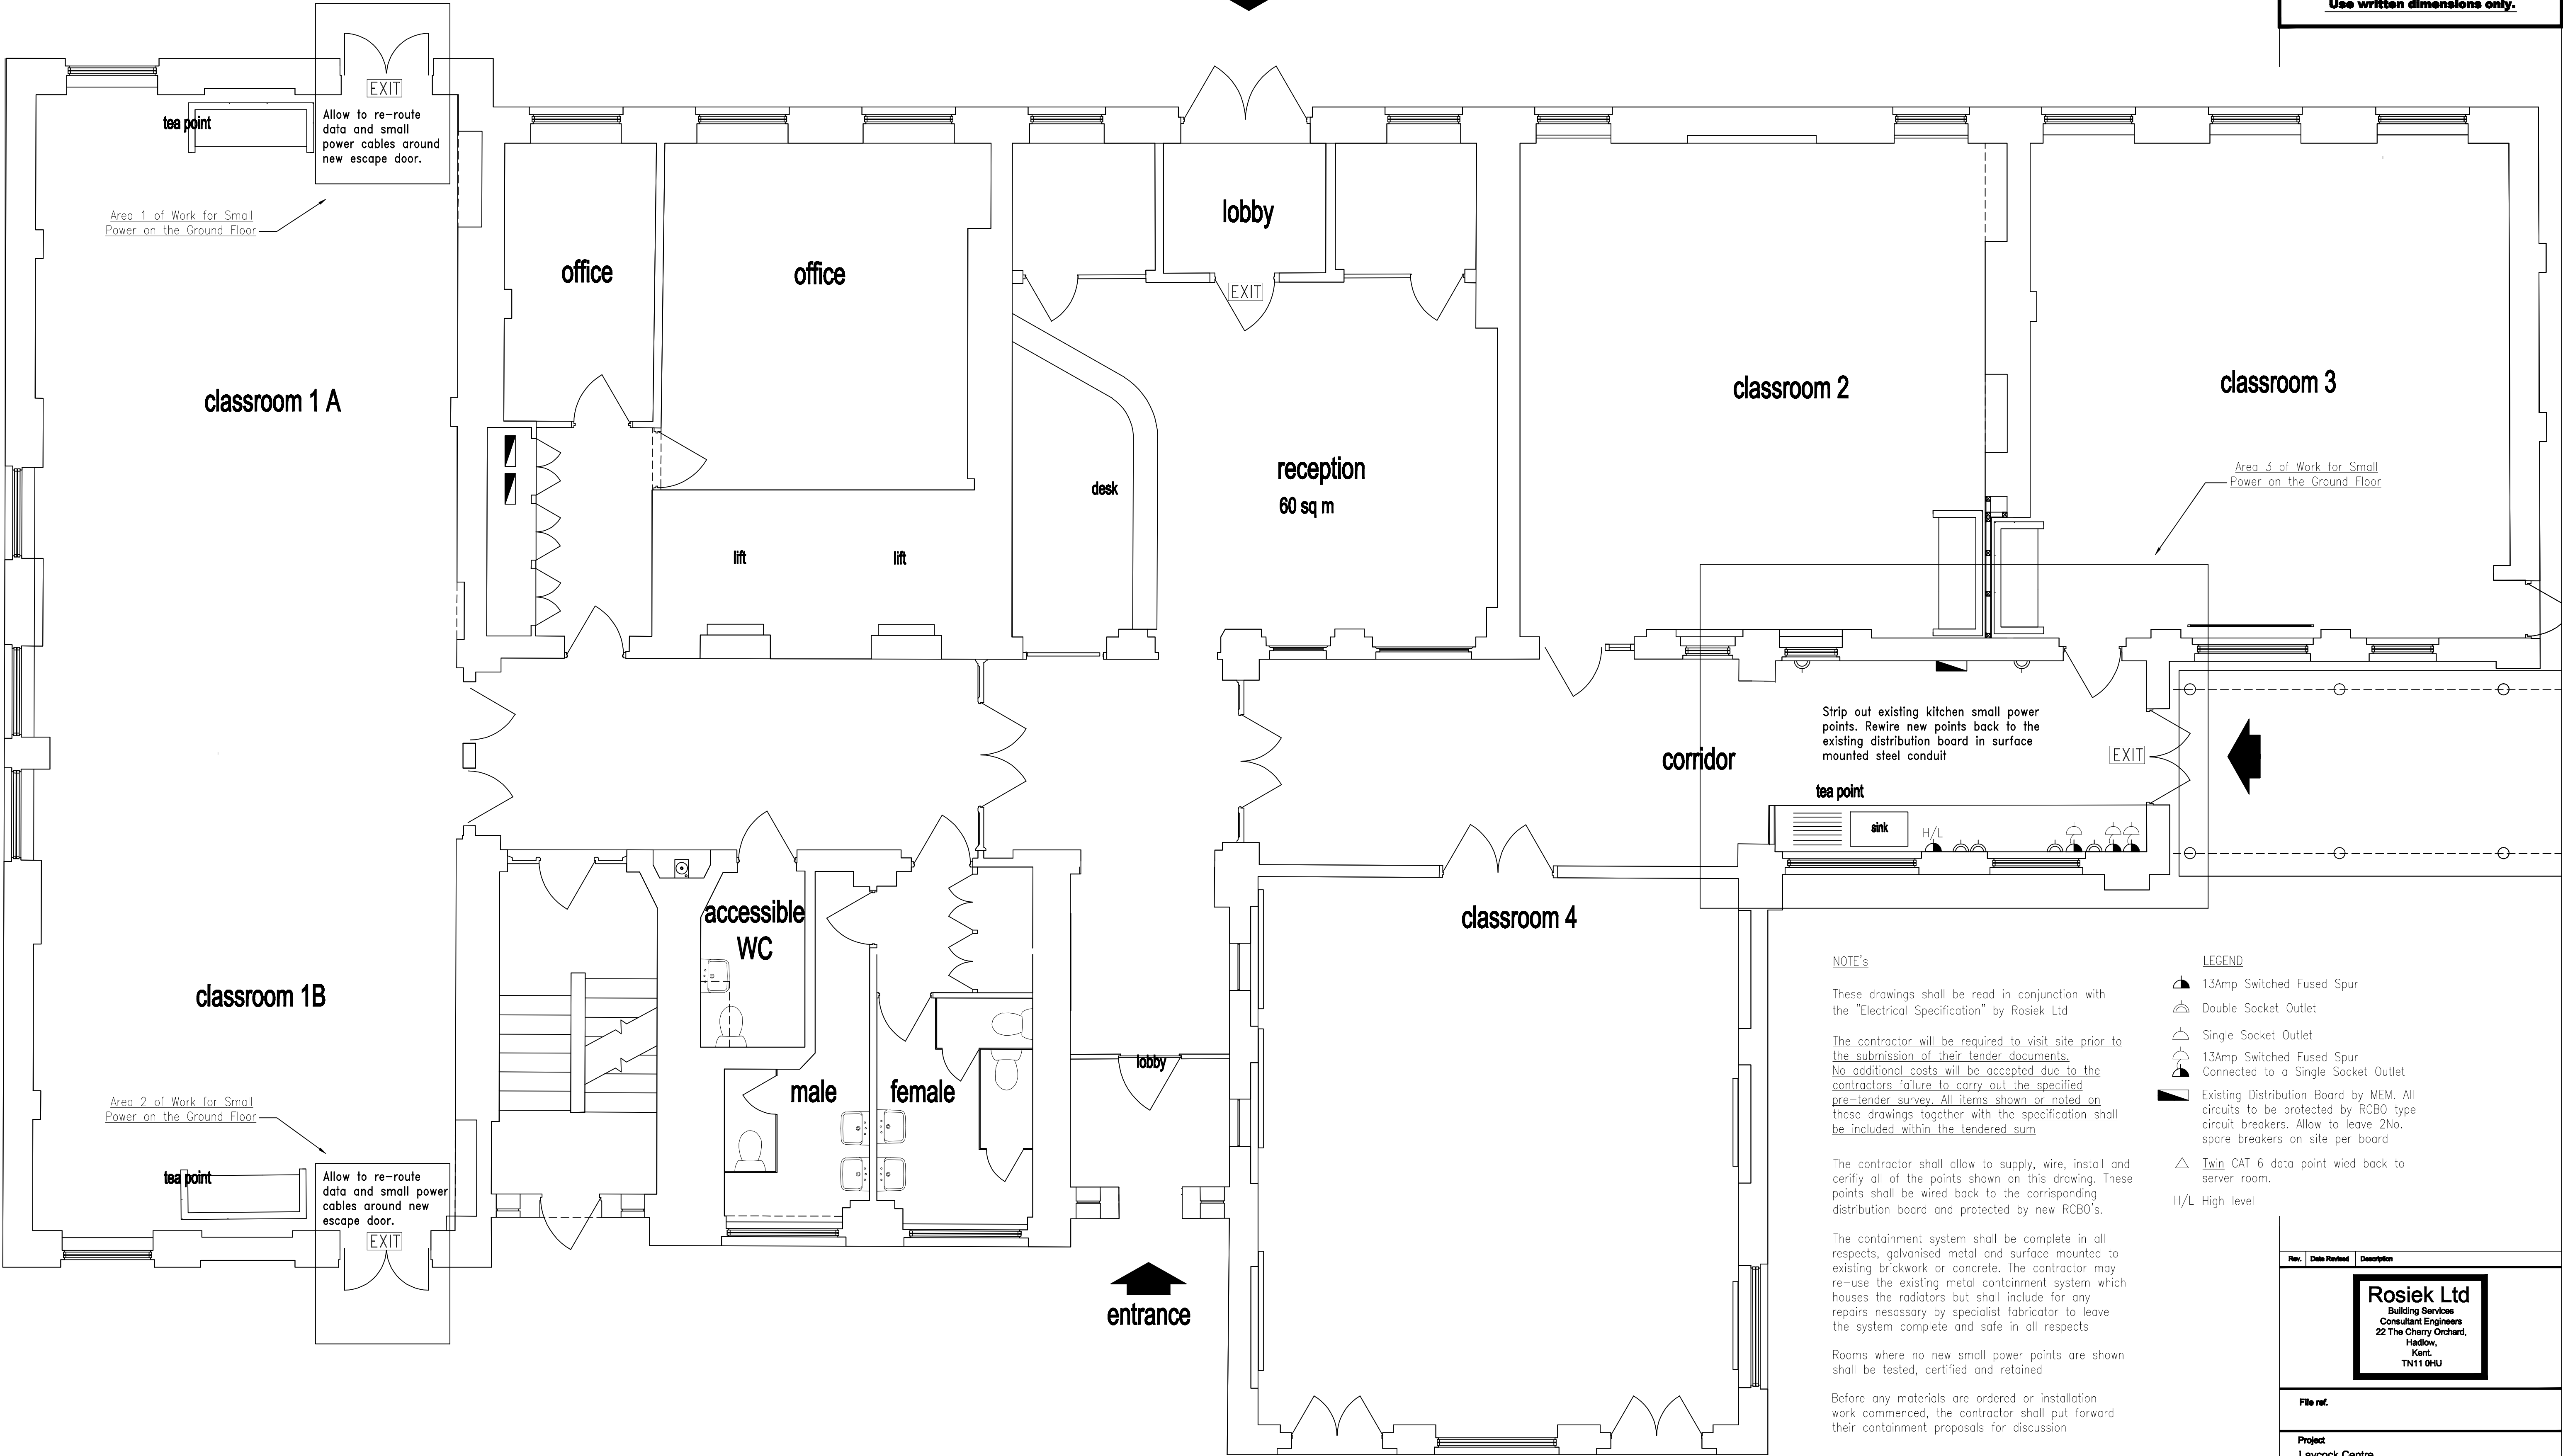 Use written dimensions only.
EXIT
tea point
Allow to re-route
data and small
power cables around
new escape door.
Area 1 of Work for Small
Power on the Ground Floor
classroom 1 A
office
office
lobby
EXIT
reception
60 sq m
desk
lift
lift
classroom 2
classroom 3
Area 3 of Work for Small
Power on the Ground Floor
Strip out existing kitchen small power
points. Rewire new points back to the
existing distribution board in surface
mounted steel conduit
corridor
EXIT
tea point
sink
H/L
accessible
WC
male
female
lobby
classroom 4
classroom 1B
Area 2 of Work for Small
Power on the Ground Floor
tea point
Allow to re-route
data and small power
cables around new
escape door.
EXIT
entrance
NOTE's
These drawings shall be read in conjunction with
the "Electrical Specification" by Rosiek Ltd
The contractor will be required to visit site prior to
the submission of their tender documents.
No additional costs will be accepted due to the
contractors failure to carry out the specified
pre-tender survey. All items shown or noted on
these drawings together with the specification shall
be included within the tendered sum
The contractor shall allow to supply, wire, install and
cerifiy all of the points shown on this drawing. These
points shall be wired back to the corrisponding
distribution board and protected by new RCBO's.
The containment system shall be complete in all
respects, galvanised metal and surface mounted to
existing brickwork or concrete. The contractor may
re-use the existing metal containment system which
houses the radiators but shall include for any
repairs nesassary by specialist fabricator to leave
the system complete and safe in all respects
Rooms where no new small power points are shown
shall be tested, certified and retained
Before any materials are ordered or installation
work commenced, the contractor shall put forward
their containment proposals for discussion
LEGEND
13Amp Switched Fused Spur
Double Socket Outlet
Single Socket Outlet
13Amp Switched Fused Spur
Connected to a Single Socket Outlet
Existing Distribution Board by MEM. All
circuits to be protected by RCBO type
circuit breakers. Allow to leave 2No.
spare breakers on site per board
Twin CAT 6 data point wied back to
server room.
H/L High level
Rev. Date Revised Description
Rosiek Ltd
Building Services
Consultant Engineers
22 The Cherry Orchard,
Hadlow,
Kent.
TN11 0HU
File ref.
Project
Laycock Centre